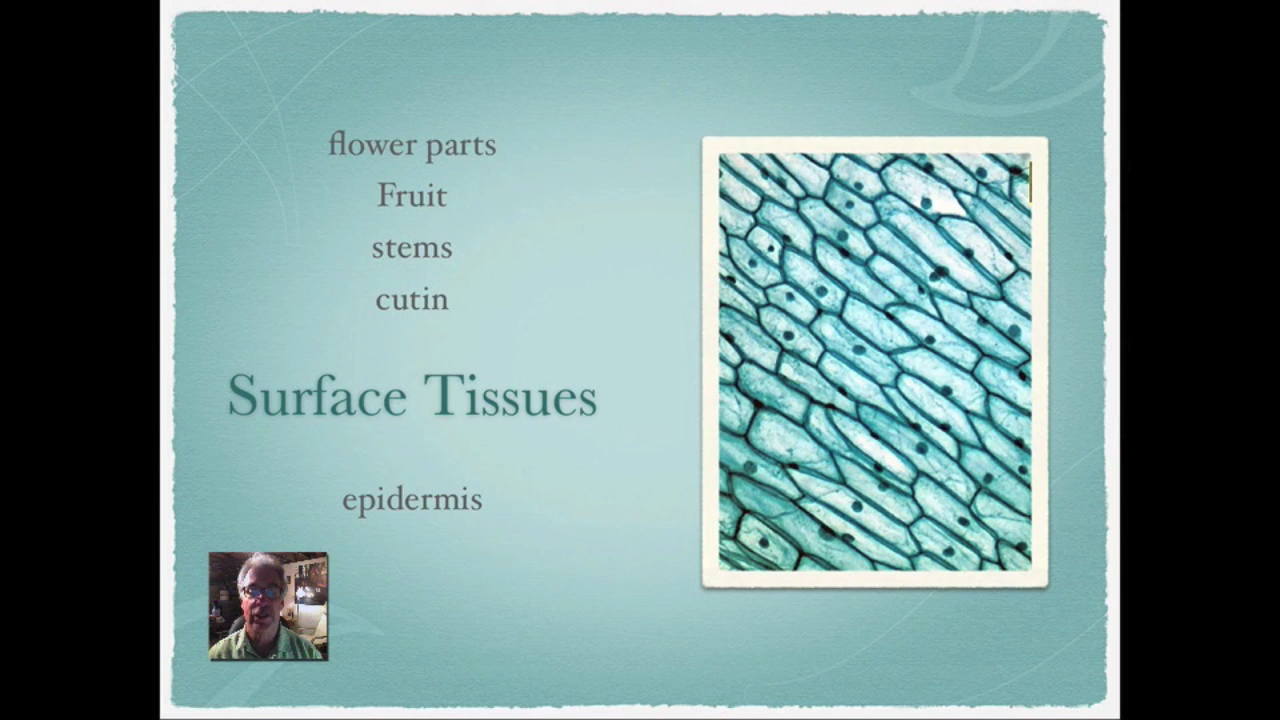 flower parts
Fruit
stems
cutin
Surface Tissues
epidermis